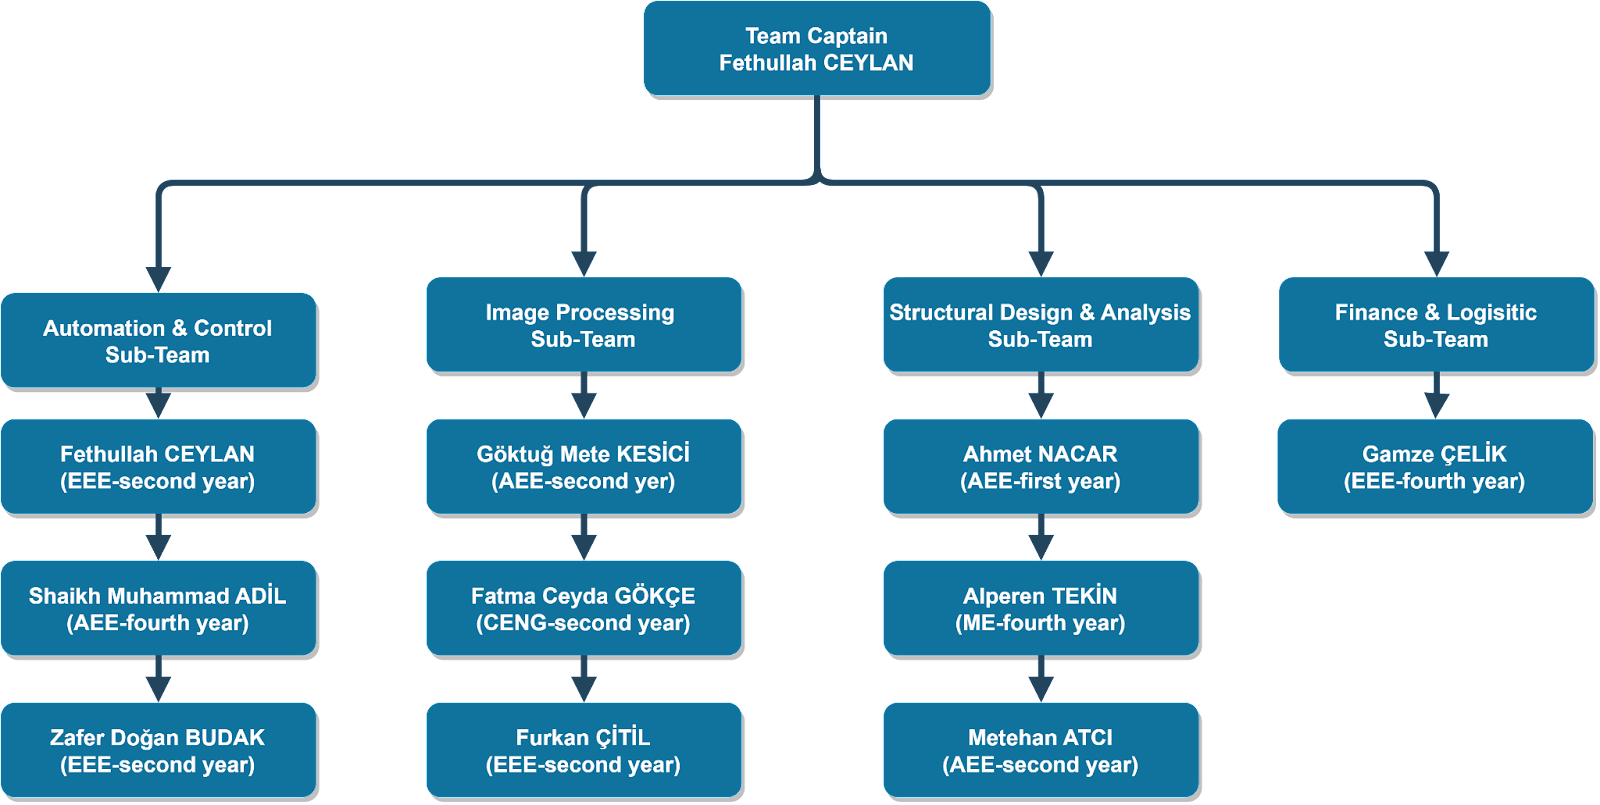 Team Captain
Fethullah CEYLAN
Automation & Control
Sub-Team
Fethullah CEYLAN
(EEE-second year)
Shaikh Muhammad ADİL
(AEE-fourth year)
Zafer Doğan BUDAK
(EEE-second year)
Image Processing
Sub-Team
Göktuğ Mete KESİCİ
(AEE-second yer)
Fatma Ceyda GÖKÇE
(CENG-second year)
Furkan ÇİTİL
(EEE-second year)
Structural Design & Analysis
Sub-Team
Ahmet NACAR
(AEE-first year)
Alperen TEKİN
(ME-fourth year)
Metehan ATCI
(AEE-second year)
Finance & Logisitic
Sub-Team
Gamze ÇELİK
(EEE-fourth year)